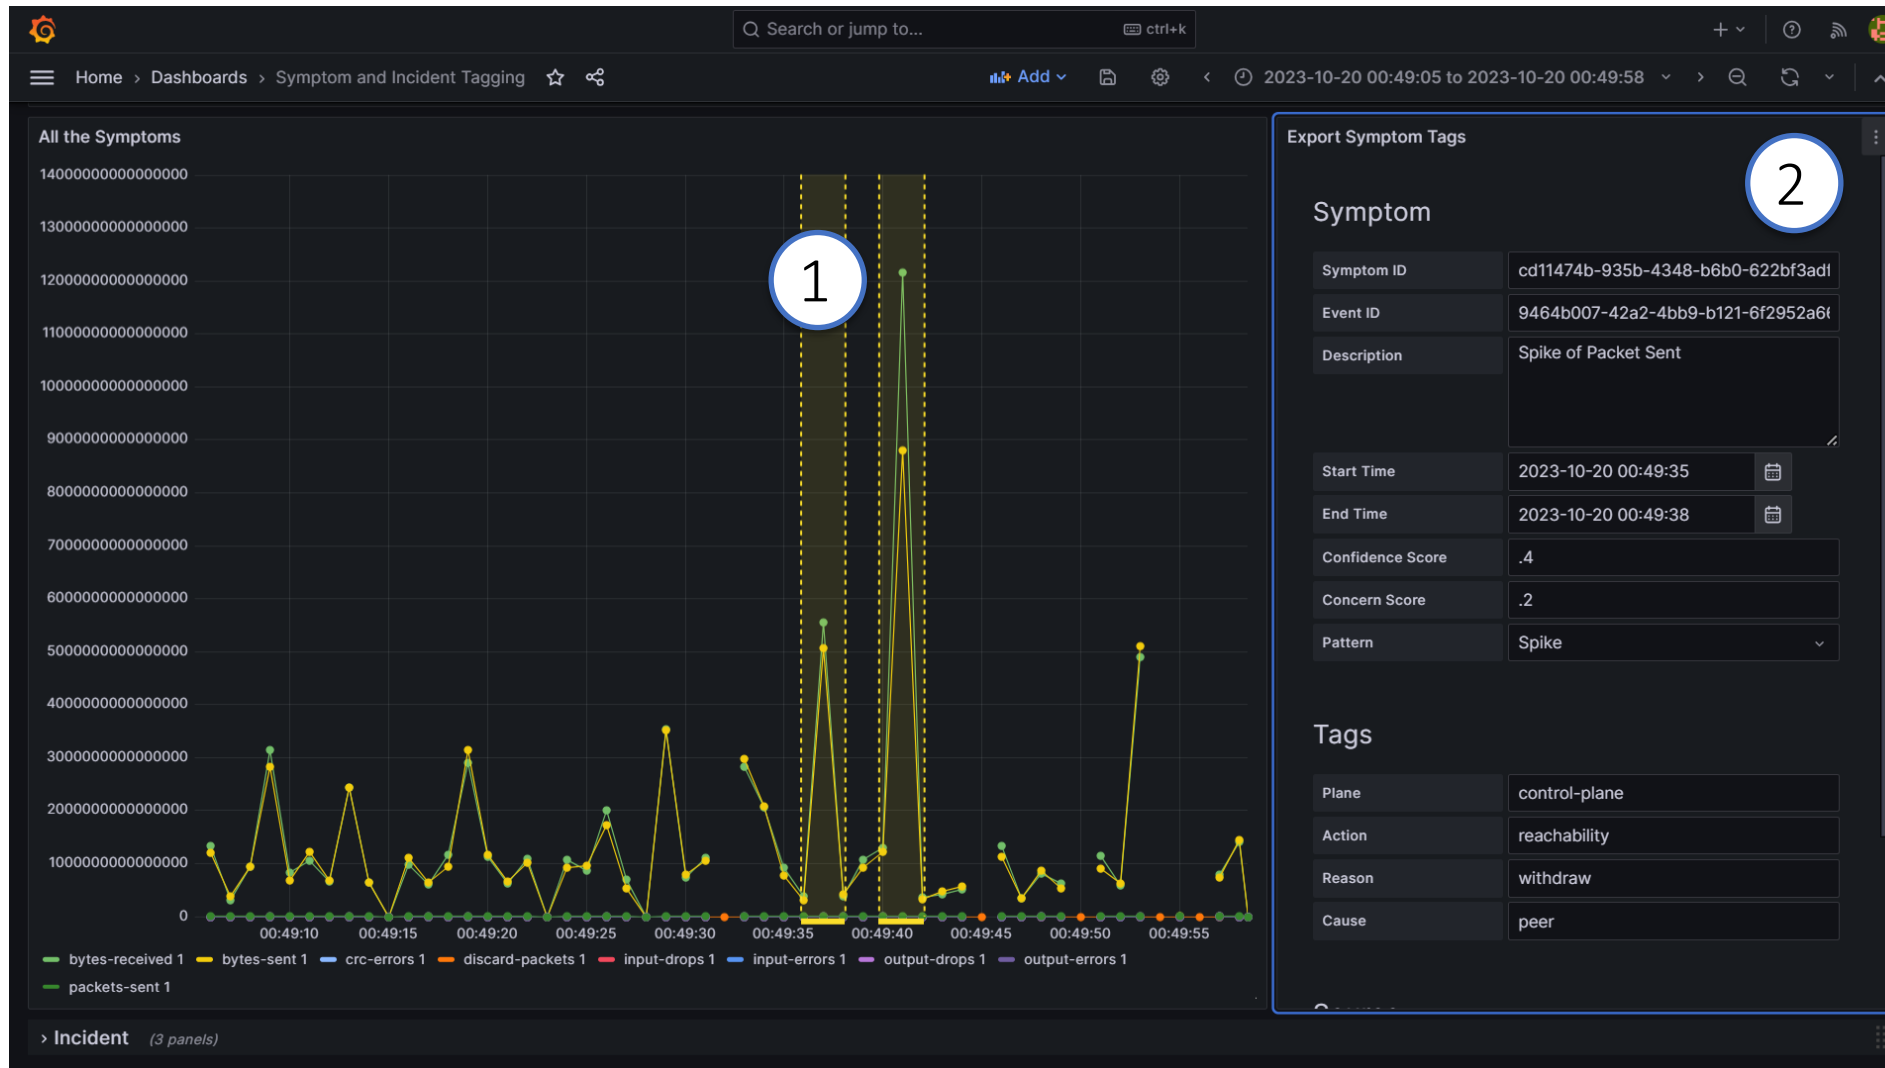 Search or jump to...
ctrl+k
Home › Dashboards › Symptom and Incident Tagging
Add
2023-10-20 00:49:05 to 2023-10-20 00:49:58
All the Symptoms
14000000000000000
13000000000000000
12000000000000000
11000000000000000
10000000000000000
9000000000000000
8000000000000000
7000000000000000
6000000000000000
5000000000000000
4000000000000000
3000000000000000
2000000000000000
1000000000000000
0
00:49:10 00:49:15 00:49:20 00:49:25 00:49:30 00:49:35 00:49:40 00:49:45 00:49:50 00:49:55
1
bytes-received 1 bytes-sent 1 crc-errors 1 discard-packets 1 input-drops 1 input-errors 1 output-drops 1 output-errors 1
packets-sent 1
Export Symptom Tags
2
Symptom
Symptom ID cd11474b-935b-4348-b6b0-622bf3adf
Event ID 9464b007-42a2-4bb9-b121-6f2952a66
Description Spike of Packet Sent
Start Time 2023-10-20 00:49:35
End Time 2023-10-20 00:49:38
Confidence Score .4
Concern Score .2
Pattern Spike
Tags
Plane control-plane
Action reachability
Reason withdraw
Cause peer
› Incident (3 panels)